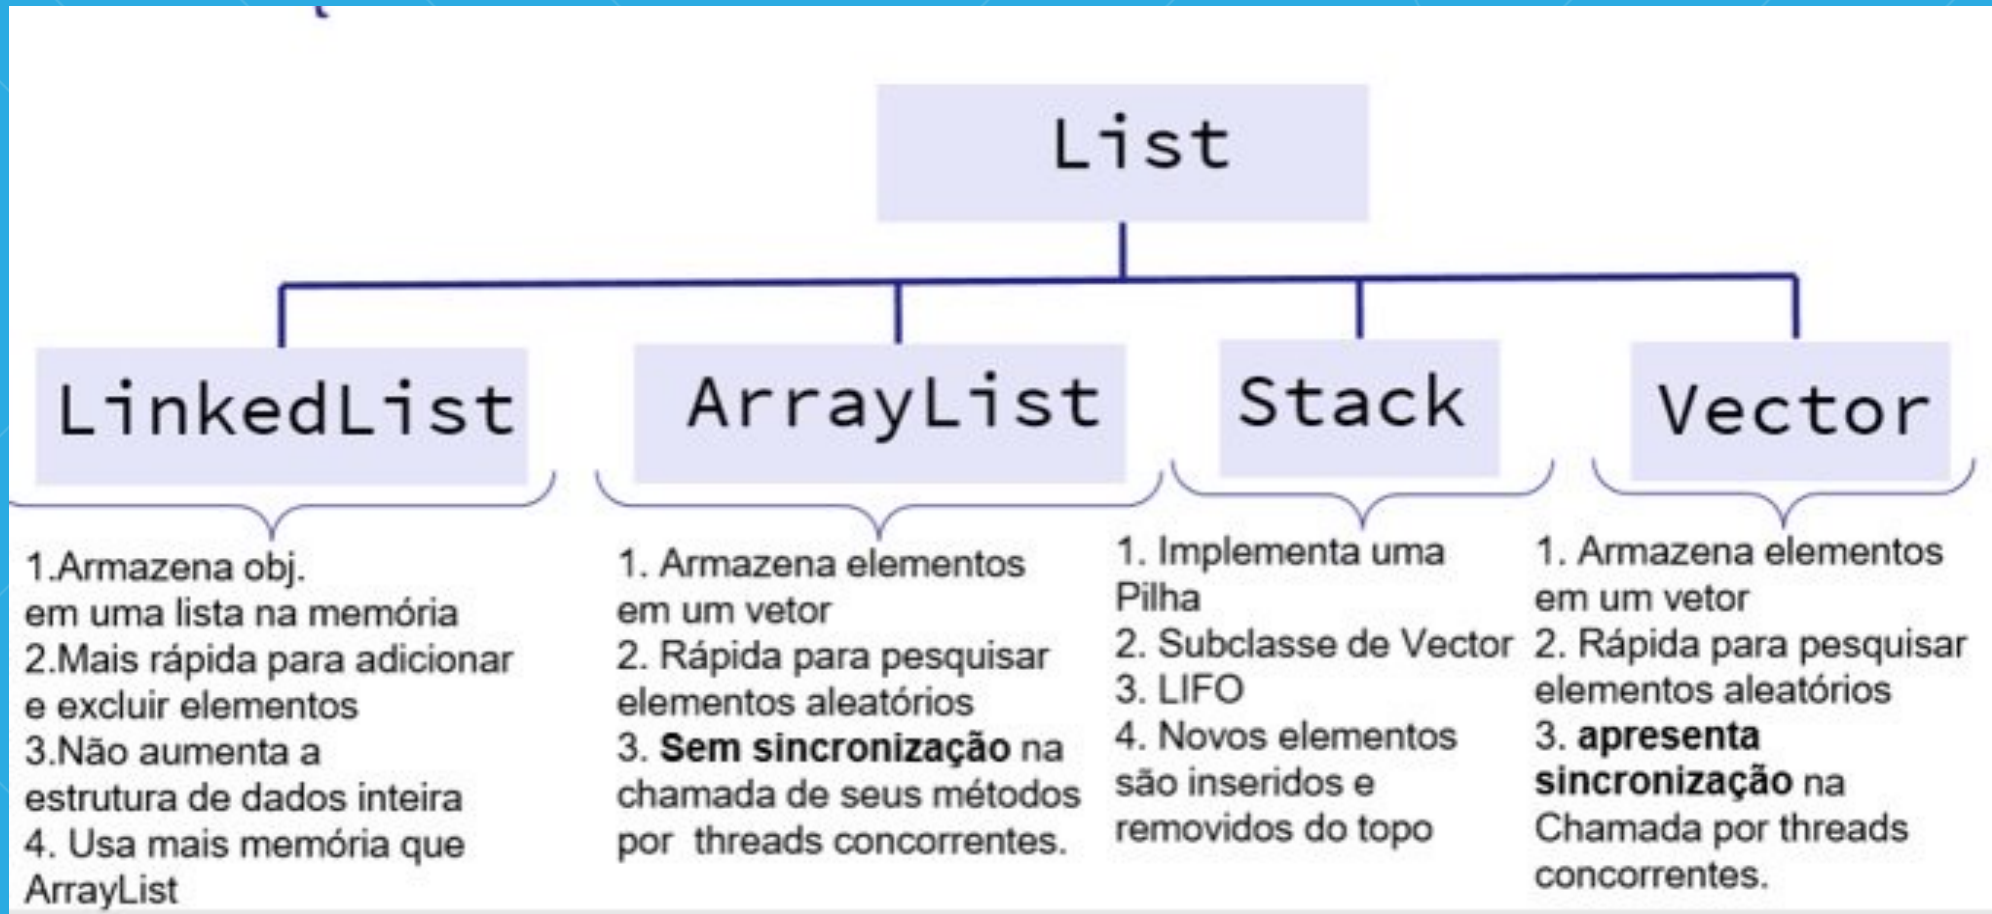 List
LinkedList
ArrayList
Stack
Vector
1.Armazena obj.
em uma lista na memória
2.Mais rápida para adicionar
e excluir elementos
3.Não aumenta a
estrutura de dados inteira
4. Usa mais memória que
ArrayList
1. Armazena elementos
em um vetor
2. Rápida para pesquisar
elementos aleatórios
3. Sem sincronização na
chamada de seus métodos
por threads concorrentes.
1. Implementa uma
Pilha
2. Subclasse de Vector
3. LIFO
4. Novos elementos
são inseridos e
removidos do topo
1. Armazena elementos
em um vetor
2. Rápida para pesquisar
elementos aleatórios
3. apresenta
sincronização na
Chamada por threads
concorrentes.